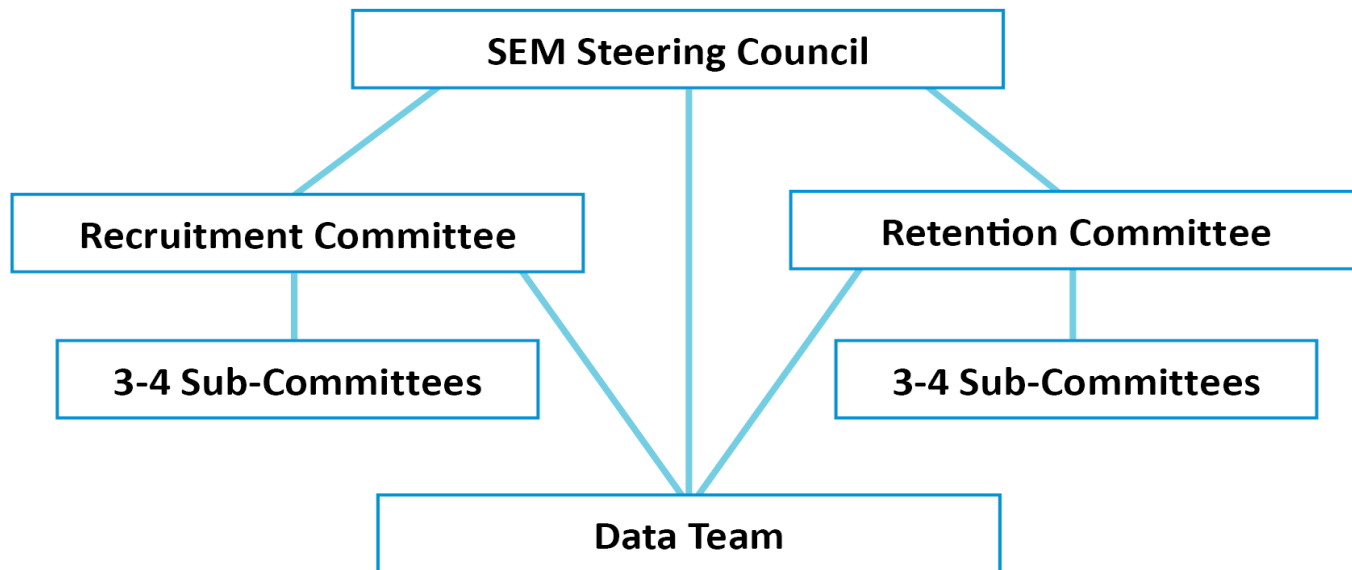 SEM Steering Council
Recruitment Committee
Retention Committee
3-4 Sub-Committees
3-4 Sub-Committees
Data Team